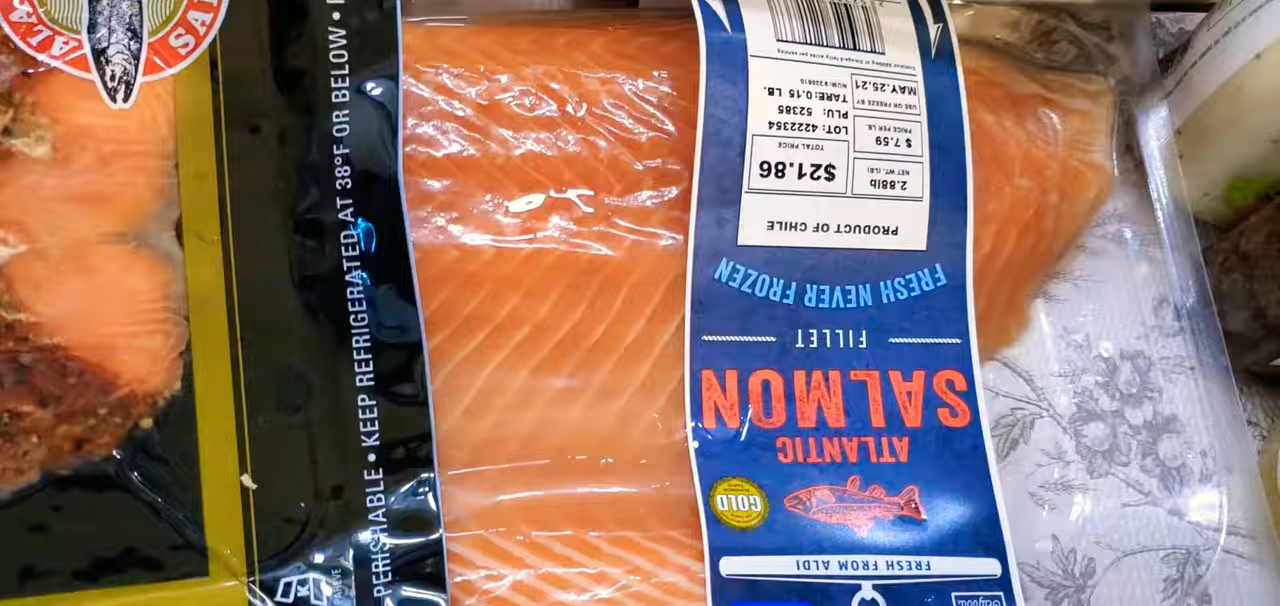 FRESH FROM ALDI
GOLD
ATLANTIC
SALMON
FILLET
FRESH NEVER FROZEN
PRODUCT OF CHILE
NET WT. (LB)
2.88lb
TOTAL PRICE
$21.86
PRICE PER LB.
$ 7.59
LOT: 4222354
PLU: 52385
TARE:0.15 LB.
USE OR FREEZE BY
MAY.25.21
PERISHABLE • KEEP REFRIGERATED AT 38°F OR BELOW •
ALA
SAL